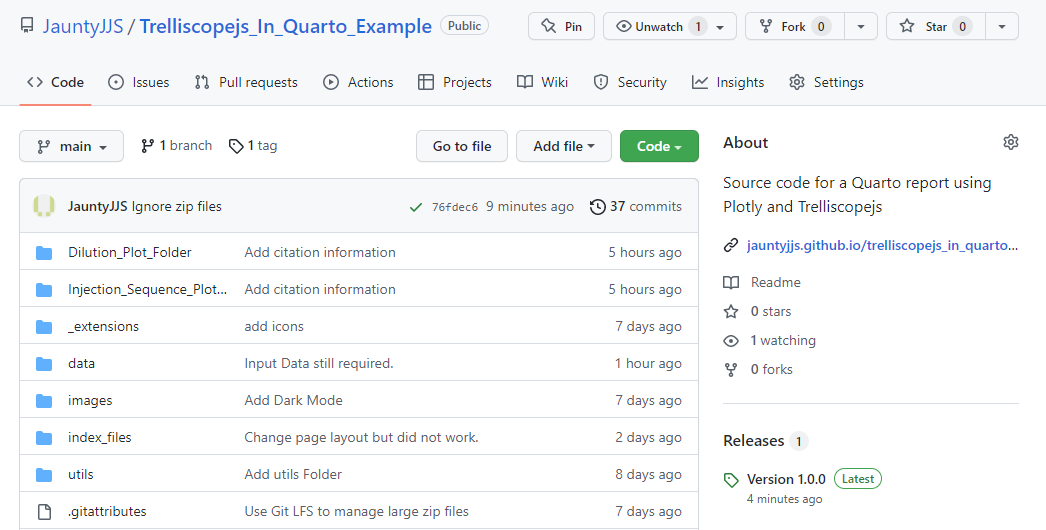 JauntyJJS / Trelliscopejs_In_Quarto_Example Public Pin Unwatch 1 Fork 0 Star 0
Code Issues Pull requests Actions Projects Wiki Security Insights Settings
main 1 branch 1 tag Go to file Add file Code
JauntyJJS Ignore zip files 76fdec6 9 minutes ago 37 commits
Dilution_Plot_Folder Add citation information 5 hours ago
Injection_Sequence_Plot... Add citation information 5 hours ago
_extensions add icons 7 days ago
data Input Data still required. 1 hour ago
images Add Dark Mode 7 days ago
index_files Change page layout but did not work. 2 days ago
utils Add utils Folder 8 days ago
.gitattributes Use Git LFS to manage large zip files 7 days ago
About
Source code for a Quarto report using
Plotly and Trelliscopejs
jauntyjjs.github.io/trelliscopejs_in_quarto...
Readme
0 stars
1 watching
0 forks
Releases 1
Version 1.0.0 Latest
4 minutes ago